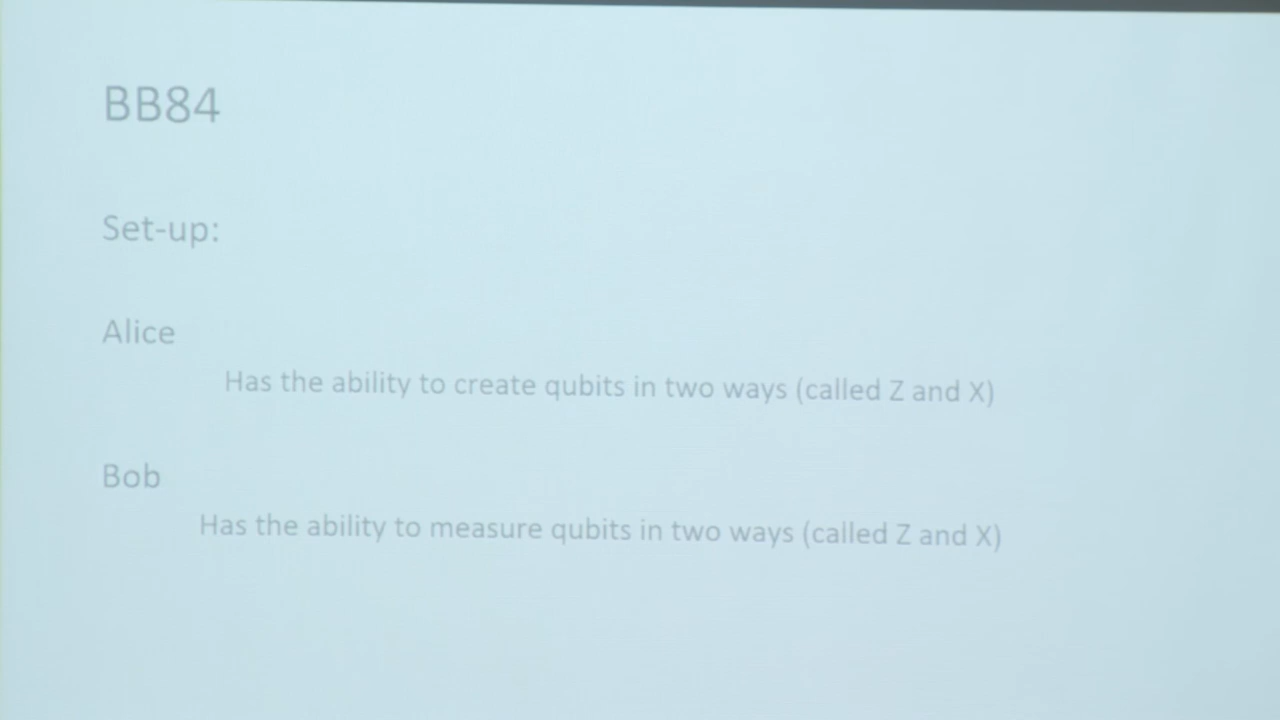 BB84
Set-up:
Alice
Has the ability to create qubits in two ways (called Z and X)
Bob
Has the ability to measure qubits in two ways (called Z and X)